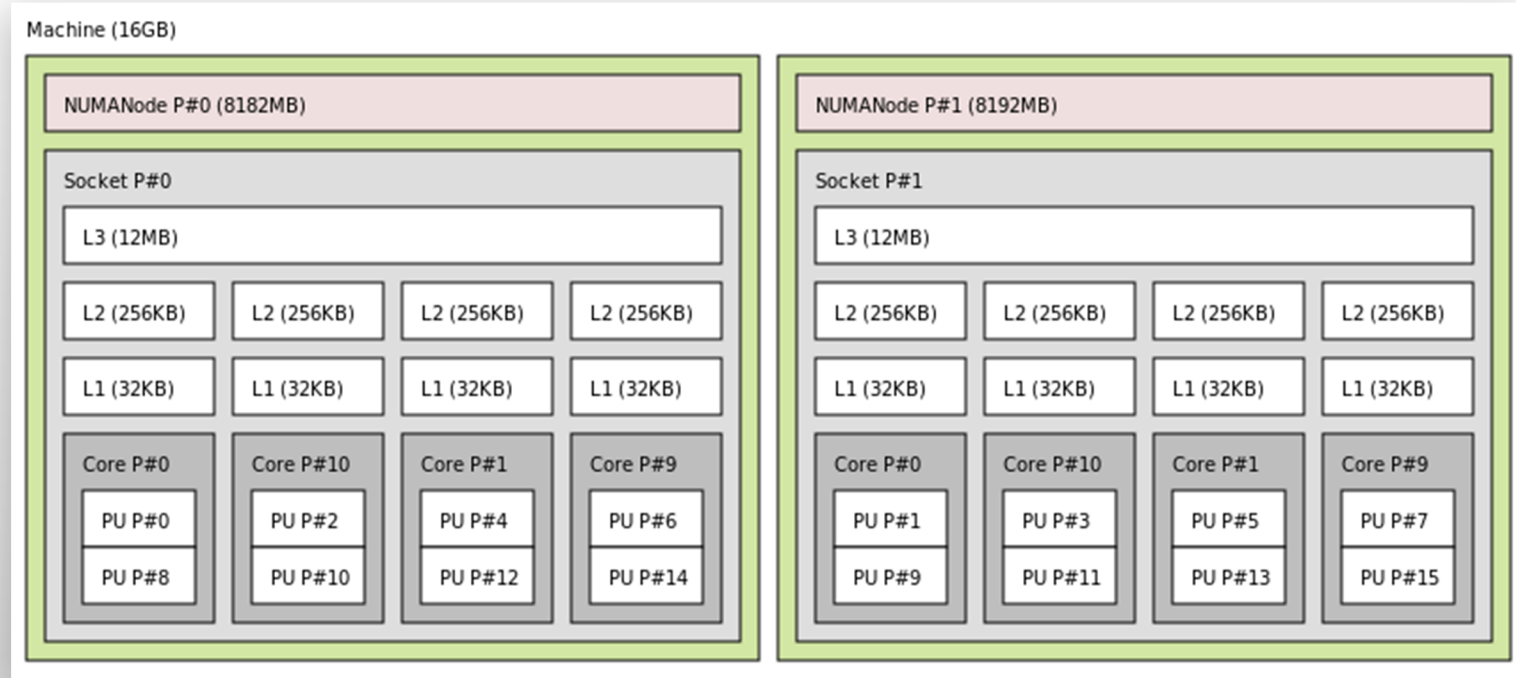 Machine (16GB)
NUMANode P#0 (8182MB)
Socket P#0
L3 (12MB)
L2 (256KB) L2 (256KB) L2 (256KB) L2 (256KB)
L1 (32KB) L1 (32KB) L1 (32KB) L1 (32KB)
Core P#0 Core P#10 Core P#1 Core P#9
PU P#0 PU P#2 PU P#4 PU P#6
PU P#8 PU P#10 PU P#12 PU P#14
NUMANode P#1 (8192MB)
Socket P#1
L3 (12MB)
L2 (256KB) L2 (256KB) L2 (256KB) L2 (256KB)
L1 (32KB) L1 (32KB) L1 (32KB) L1 (32KB)
Core P#0 Core P#10 Core P#1 Core P#9
PU P#1 PU P#3 PU P#5 PU P#7
PU P#9 PU P#11 PU P#13 PU P#15